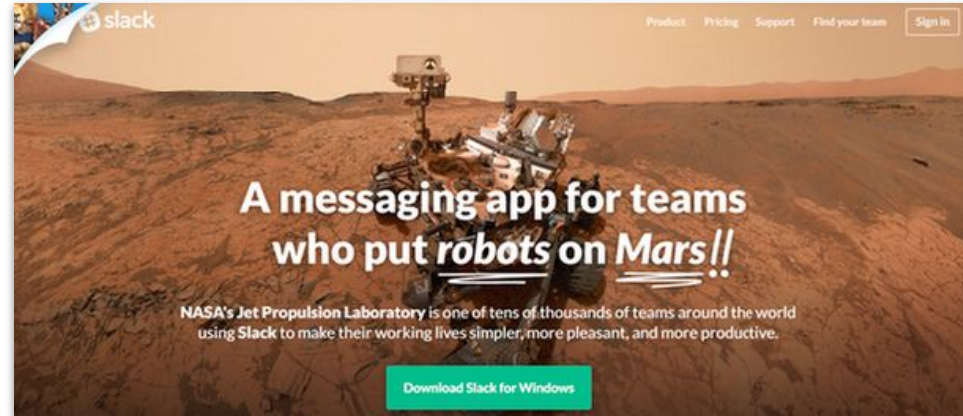 slack
Product Pricing Support Find your team Sign in
A messaging app for teams
who put robots on Mars!!
NASA's Jet Propulsion Laboratory is one of tens of thousands of teams around the world
using Slack to make their working lives simpler, more pleasant, and more productive.
Download Slack for Windows